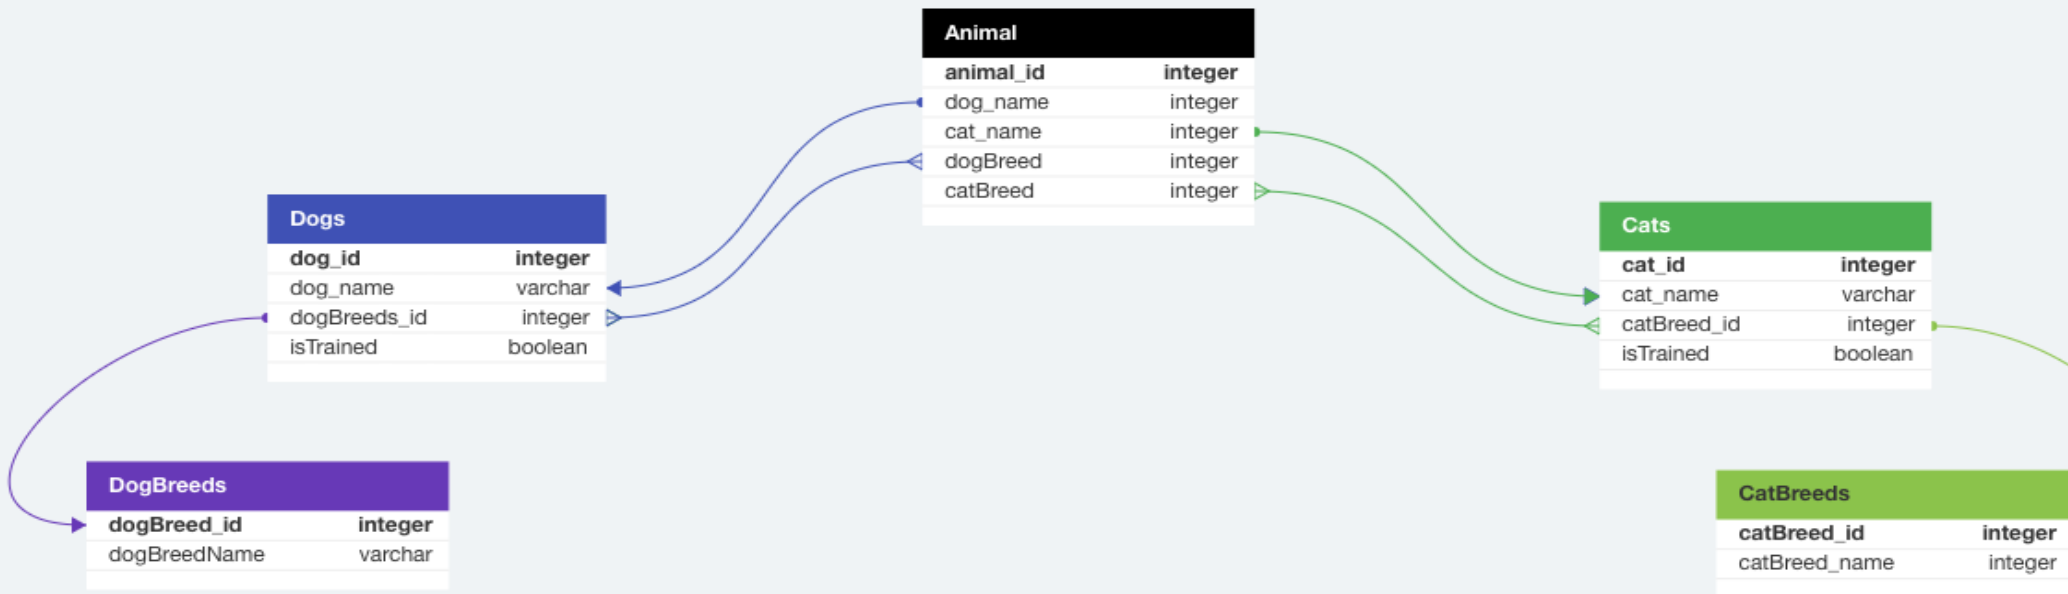 Animal
animal_id integer
dog_name integer
cat_name integer
dogBreed integer
catBreed integer
Dogs
dog_id integer
dog_name varchar
dogBreeds_id integer
isTrained boolean
Cats
cat_id integer
cat_name varchar
catBreed_id integer
isTrained boolean
DogBreeds
dogBreed_id integer
dogBreedName varchar
CatBreeds
catBreed_id integer
catBreed_name integer